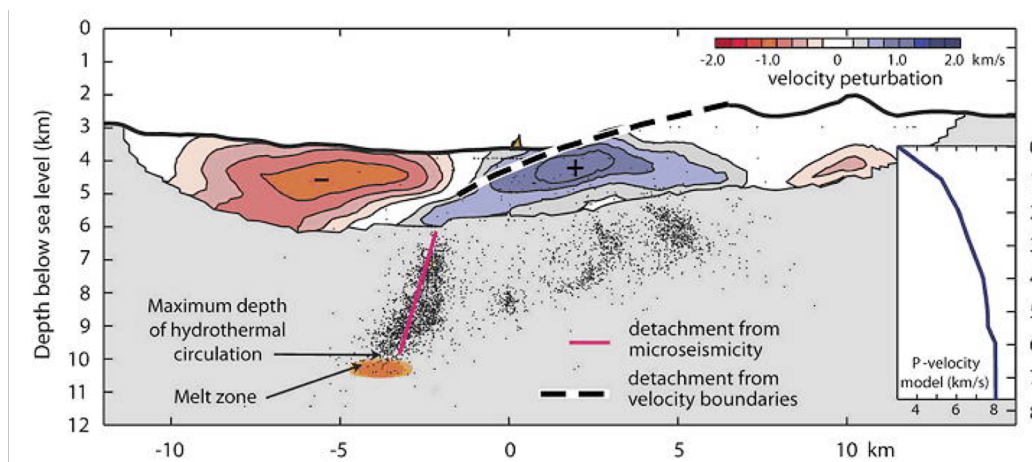 0
1
2
3
4
5
6
7
8
9
10
11
12
Depth below sea level (km)
-2.0 -1.0 0 1.0 2.0 km/s
velocity peturbation
-
+
Maximum depth
of hydrothermal
circulation
Melt zone
detachment from
microseismicity
detachment from
velocity boundaries
P-velocity
model (km/s)
4 6 8
-10 -5 0 5 10 km